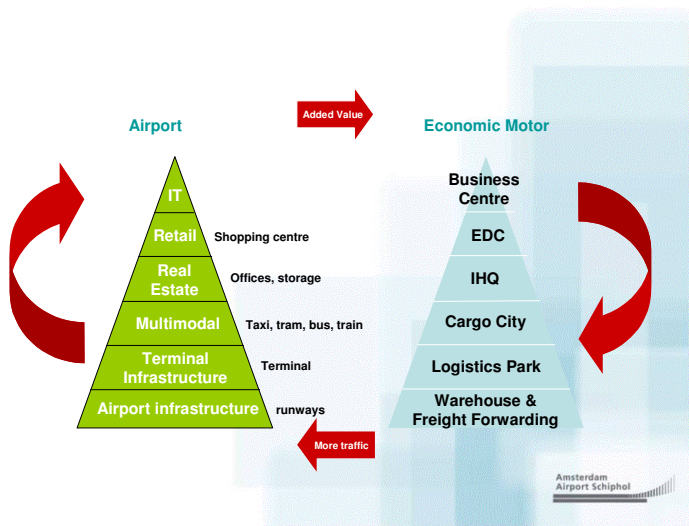 Added Value
Airport
Economic Motor
IT
Retail
Shopping centre
Real
Estate
Offices, storage
Multimodal
Taxi, tram, bus, train
Terminal
Infrastructure
Terminal
Airport infrastructure
runways
Business
Centre
EDC
IHQ
Cargo City
Logistics Park
Warehouse &
Freight Forwarding
More traffic
Amsterdam
Airport Schiphol